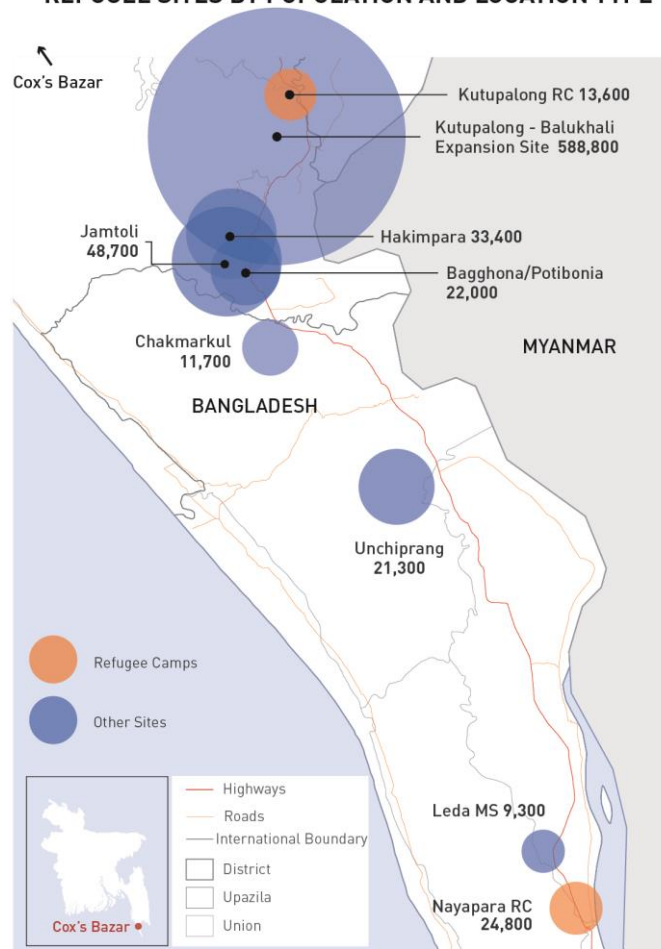 REFUGEE SITES BY POPULATION AND LOCATION TYPE
Cox's Bazar
Kutupalong RC 13,600
Kutupalong - Balukhali
Expansion Site 588,800
Jamtoli
48,700
Hakimpara 33,400
Bagghona/Potibonia
22,000
Chakmarkul
11,700
MYANMAR
BANGLADESH
Unchiprang
21,300
Refugee Camps
Other Sites
Leda MS 9,300
Nayapara RC
24,800
Highways
Roads
International Boundary
District
Upazila
Union
Cox's Bazar